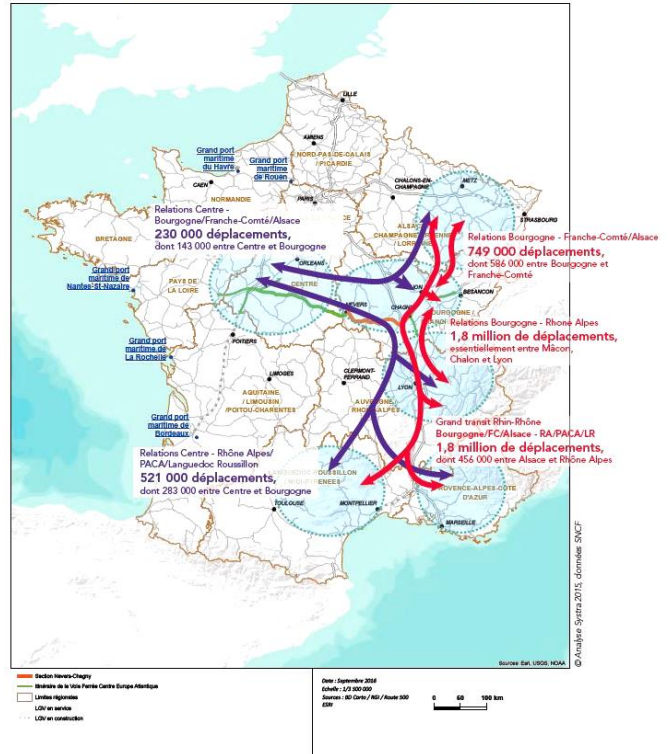 LILLE
AMIENS
NORD-PAS-DE-CALAIS
/ PICARDIE
Grand port
maritime
du Havre
Grand port
maritime
de Rouen
CAEN
NORMANDIE
PARIS
CHALONS-EN-
CHAMPAGNE
METZ
STRASBOURG
BRETAGNE
Relations Centre -
Bourgogne/Franche-Comté/Alsace
230 000 déplacements,
dont 143 000 entre Centre et Bourgogne
Relations Bourgogne - Franche-Comté/Alsace
749 000 déplacements,
dont 586 000 entre Bourgogne et
Franche-Comté
ORLEANS
Grand port
maritime de
Nantes-St-Nazaire
PAYS DE
LA LOIRE
CENTRE
NEVERS
CHAGNY
BESANCON
Relations Bourgogne - Rhone Alpes
1,8 million de déplacements,
essentiellement entre Mâcon,
Chalon et Lyon
Grand port
maritime de
La Rochelle
POITIERS
LIMOGES
CLERMONT-
FERRAND
LYON
AQUITAINE
/ LIMOUSIN
/POITOU-CHARENTES
Grand port
maritime de
Bordeaux
Grand transit Rhin-Rhône
Bourgogne/FC/Alsace - RA/PACA/LR
1,8 million de déplacements,
dont 456 000 entre Alsace et Rhône Alpes
Relations Centre - Rhône Alpes/
PACA/Languedoc Roussillon
521 000 déplacements,
dont 283 000 entre Centre et Bourgogne
TOULOUSE
MONTPELLIER
D'AZUR
MARSEILLE
© Analyse Systra 2015, données SNCF
Sources: Esri, USGS, NOAA
Section Nevers-Chagny
Itinéraire de la Voie Ferrée Centre Europe Atlantique
Limites régionales
LGV en service
LGV en construction
Date : Septembre 2016
Echelle : 1/3 500 000
Sources : BD Carto / RGI / Route 500
ESRI
0 50 100 km